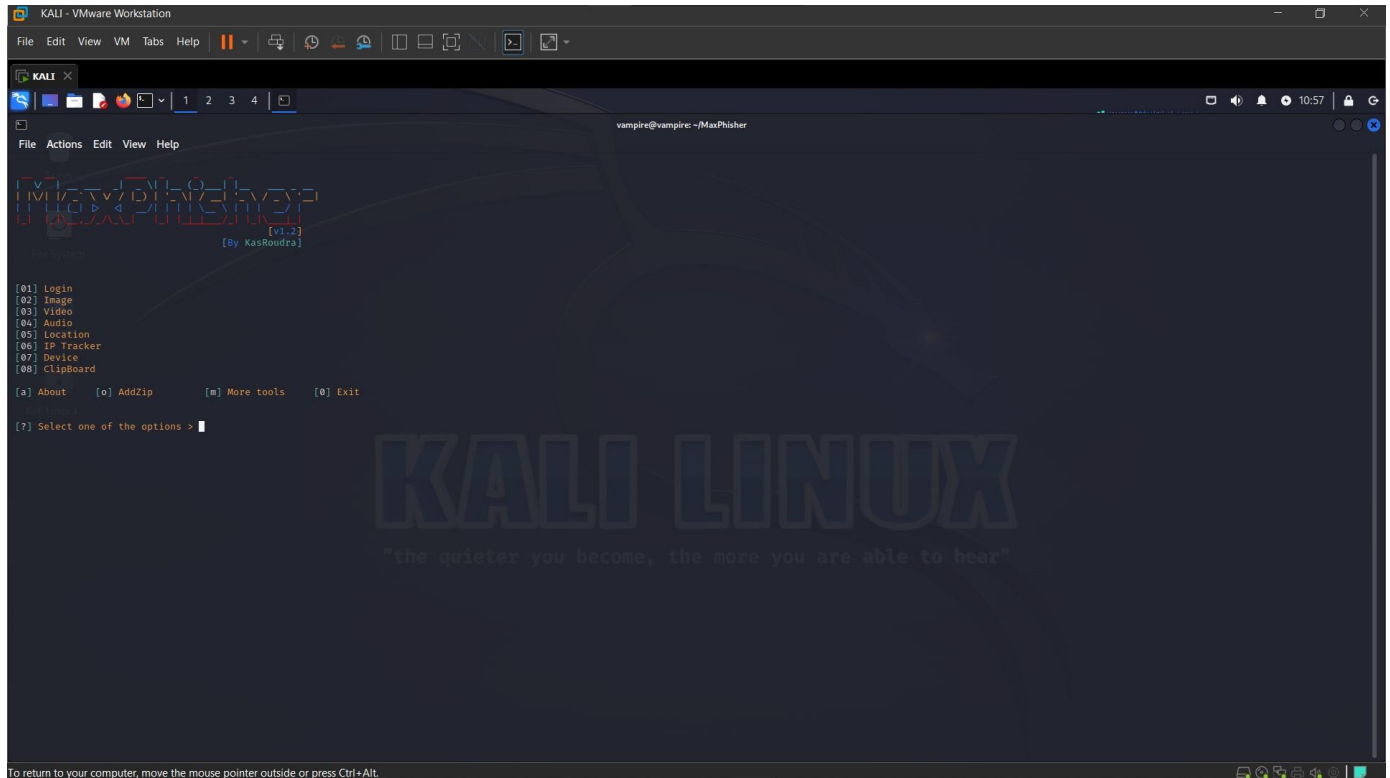 KALI - VMware Workstation
File Edit View VM Tabs Help
KALI
1 2 3 4
10:57
vampire@vampire: ~/MaxPhisher
File Actions Edit View Help
MaxPhisher
[v1.2]
[By KasRoudra]
File System
[01] Login
[02] Image
[03] Video
[04] Audio
[05] Location
[06] IP Tracker
[07] Device
[08] ClipBoard
[a] About [o] AddZip [m] More tools [0] Exit
[?] Select one of the options >
KALI LINUX
"the quieter you become, the more you are able to hear"
To return to your computer, move the mouse pointer outside or press Ctrl+Alt.